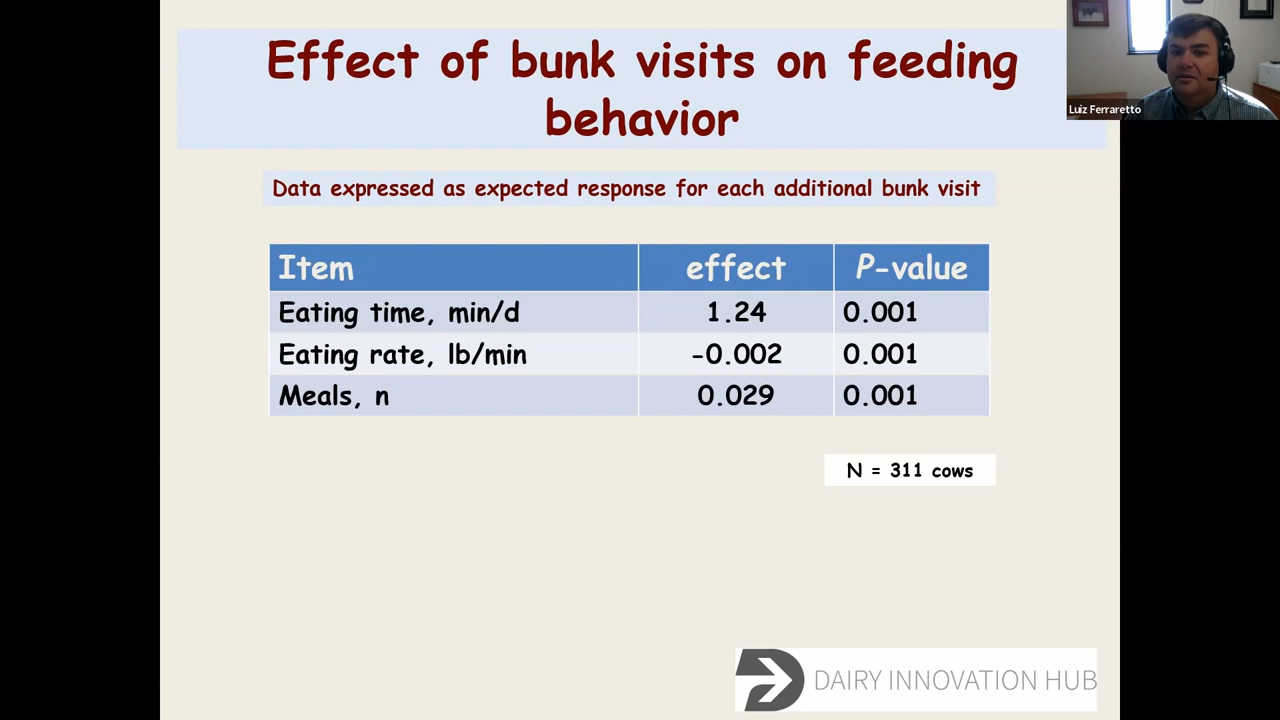 Effect of bunk visits on feeding
behavior
Luiz Ferraretto
Data expressed as expected response for each additional bunk visit
Item effect P-value
Eating time, min/d 1.24 0.001
Eating rate, lb/min -0.002 0.001
Meals, n 0.029 0.001
N = 311 cows
DAIRY INNOVATION HUB